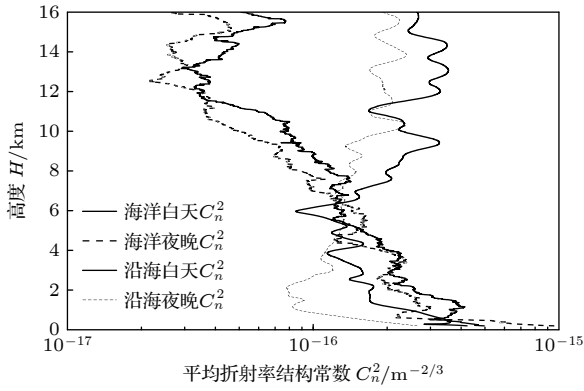 16
14
12
10
8
6
4
2
0
高度 H/km
海洋白天C_n^2
海洋夜晚C_n^2
沿海白天C_n^2
沿海夜晚C_n^2
10^{-17}
10^{-16}
10^{-15}
平均折射率结构常数 C_n^2/m^{-2/3}